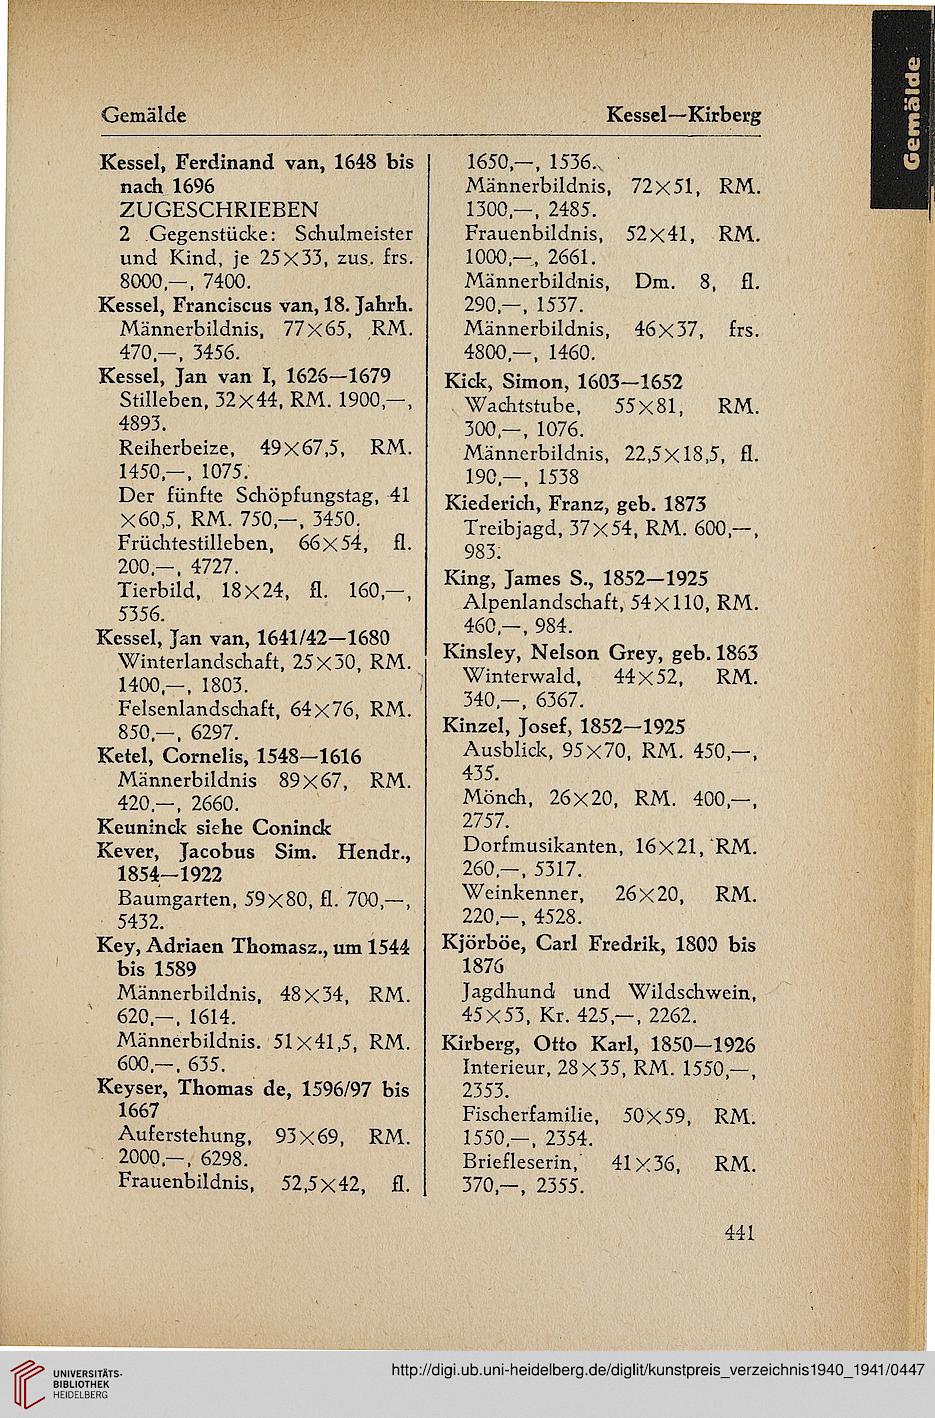 Gemälde
Kessel—Kirberg
Gemälde
Kessel, Ferdinand van, 1648 bis
nach 1696
ZUGESCHRIEBEN
2 Gegenstücke: Schulmeister
und Kind, je 25×33, zus. frs.
8000,—, 7400.
Kessel, Franciscus van, 18. Jahrh.
Männerbildnis, 77×65, RM.
470,—, 3456.
Kessel, Jan van I, 1626—1679
Stilleben, 32×44, RM. 1900,—,
4893.
Reiherbeize, 49×67,5, RM.
1450,—, 1075.
Der fünfte Schöpfungstag, 41
×60,5, RM. 750,—, 3450.
Früchtestilleben, 66×54, fl.
200,—, 4727.
Tierbild, 18×24, fl. 160,—,
5356.
Kessel, Jan van, 1641/42—1680
Winterlandschaft, 25×30, RM.
1400,—, 1803.
Felsenlandschaft, 64×76, RM.
850,—, 6297.
Ketel, Cornelis, 1548—1616
Männerbildnis 89×67, RM.
420,—, 2660.
Keuninck siehe Coninck
Kever, Jacobus Sim. Hendr.,
1854—1922
Baumgarten, 59×80, fl. 700,—,
5432.
Key, Adriaen Thomasz., um 1544
bis 1589
Männerbildnis, 48×34, RM.
620,—, 1614.
Männerbildnis. 51×41,5, RM.
600,—, 635.
Keyser, Thomas de, 1596/97 bis
1667
Auferstehung, 93×69, RM.
2000,—, 6298.
Frauenbildnis, 52,5×42, fl.
1650,—, 1536.
Männerbildnis, 72×51, RM.
1300,—, 2485.
Frauenbildnis, 52×41, RM.
1000,—, 2661.
Männerbildnis, Dm. 8, fl.
290,—, 1537.
Männerbildnis, 46×37, frs.
4800,—, 1460.
Kick, Simon, 1603—1652
Wachtstube, 55×81, RM.
300,—, 1076.
Männerbildnis, 22,5×18,5, fl.
190,—, 1538
Kiederich, Franz, geb. 1873
Treibjagd, 37×54, RM. 600,—,
983.
King, James S., 1852—1925
Alpenlandschaft, 54×110, RM.
460,—, 984.
Kinsley, Nelson Grey, geb. 1863
Winterwald, 44×52, RM.
340,—, 6367.
Kinzel, Josef, 1852—1925
Ausblick, 95×70, RM. 450,—,
435.
Mönch, 26×20, RM. 400,—,
2757.
Dorfmusikanten, 16×21, RM.
260,—, 5317.
Weinkenner, 26×20, RM.
220,—, 4528.
Kjörböe, Carl Fredrik, 1800 bis
1876
Jagdhund und Wildschwein,
45×53, Kr. 425,—, 2262.
Kirberg, Otto Karl, 1850—1926
Interieur, 28×35, RM. 1550,—,
2353.
Fischerfamilie, 50×59, RM.
1550,—, 2354.
Briefleserin, 41×36, RM.
370,—, 2355.
441
UNIVERSITÄTS-
BIBLIOTHEK
HEIDELBERG
http://digi.ub.uni-heidelberg.de/diglit/kunstpreis_verzeichnis1940_1941/0447